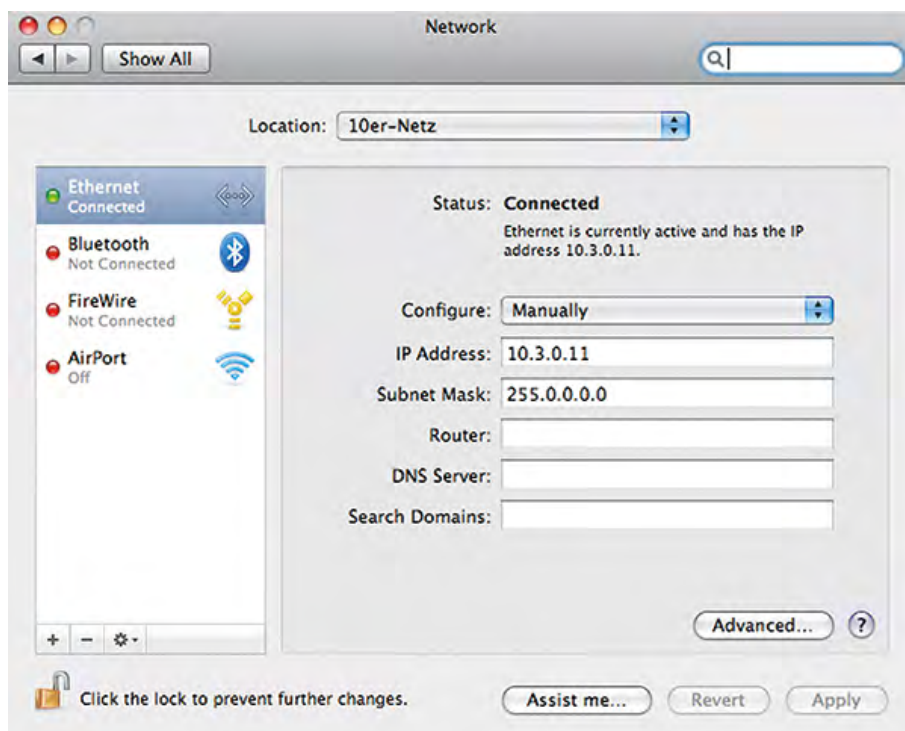 Network
Show All
Location: 10er-Netz
Ethernet
Connected
Bluetooth
Not Connected
FireWire
Not Connected
AirPort
Off
Status: Connected
Ethernet is currently active and has the IP
address 10.3.0.11.
Configure: Manually
IP Address: 10.3.0.11
Subnet Mask: 255.0.0.0
Router:
DNS Server:
Search Domains:
Advanced...
?
Click the lock to prevent further changes.
Assist me...
Revert
Apply